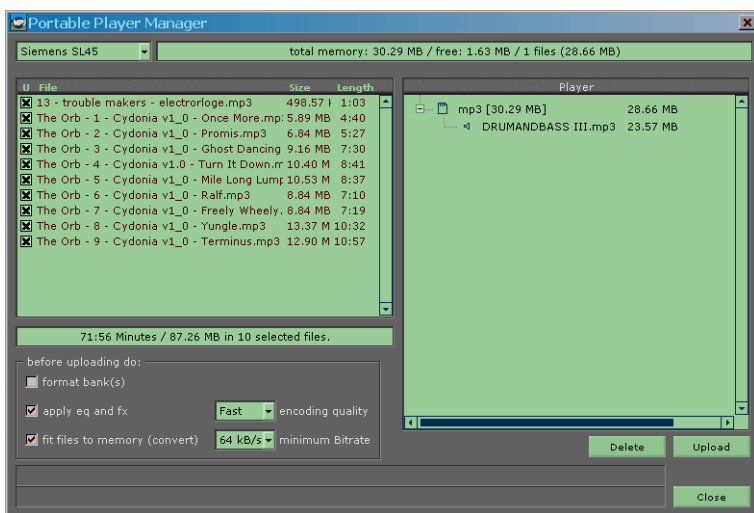 Portable Player Manager
Siemens SL45
total memory: 30.29 MB / free: 1.63 MB / 1 files (28.66 MB)
U File Size Length
13 - trouble makers - electrorloge.mp3 498.57 1:03
The Orb - 1 - Cydonia v1_0 - Once More.mp 5.89 MB 4:40
The Orb - 2 - Cydonia v1_0 - Promis.mp3 6.84 MB 5:27
The Orb - 3 - Cydonia v1_0 - Ghost Dancing 9.16 MB 7:30
The Orb - 4 - Cydonia v1.0 - Turn It Down.m 10.40 M 8:41
The Orb - 5 - Cydonia v1_0 - Mile Long Lump 10.53 M 8:37
The Orb - 6 - Cydonia v1_0 - Ralf.mp3 8.84 MB 7:10
The Orb - 7 - Cydonia v1_0 - Freely Wheely. 8.84 MB 7:19
The Orb - 8 - Cydonia v1_0 - Yungle.mp3 13.37 M 10:32
The Orb - 9 - Cydonia v1_0 - Terminus.mp3 12.90 M 10:57
71:56 Minutes / 87.26 MB in 10 selected files.
before uploading do:
format bank(s)
apply eq and fx Fast encoding quality
fit files to memory (convert) 64 kB/s minimum Bitrate
Player
mp3 [30.29 MB] 28.66 MB
DRUMANDBASS III.mp3 23.57 MB
Delete Upload
Close